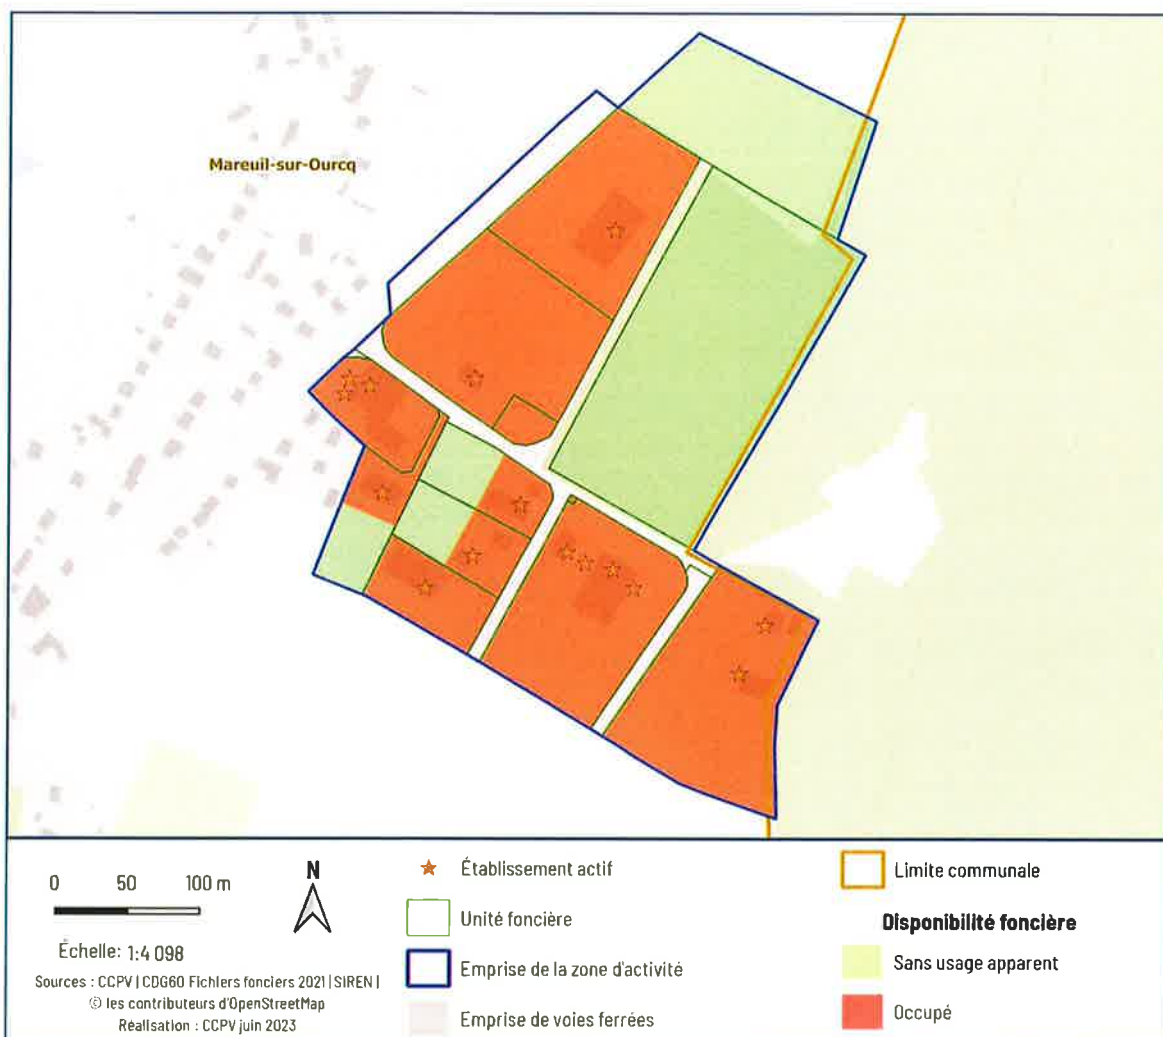 Mareuil-sur-Ourcq
0 50 100 m
N
Échelle: 1:4 098
Sources : CCPV | CDG60 Fichiers fonciers 2021 | SIREN |
© les contributeurs d'OpenStreetMap
Réalisation : CCPV juin 2023
Établissement actif
Unité foncière
Emprise de la zone d'activité
Emprise de voies ferrées
Limite communale
Disponibilité foncière
Sans usage apparent
Occupé